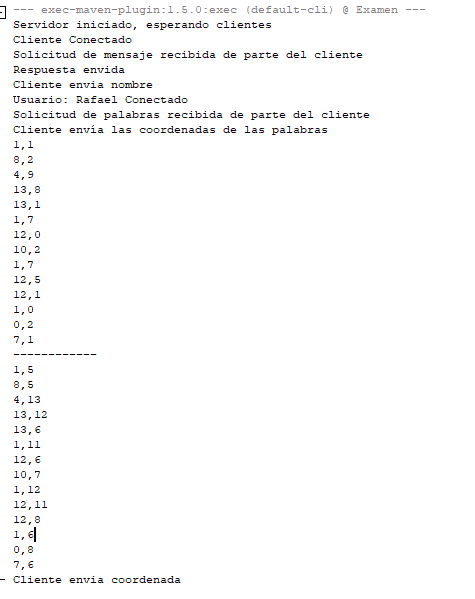 --- exec-maven-plugin:1.5.0:exec (default-cli) @ Examen ---
Servidor iniciado, esperando clientes
Cliente Conectado
Solicitud de mensaje recibida de parte del cliente
Respuesta envida
Cliente envia nombre
Usuario: Rafael Conectado
Solicitud de palabras recibida de parte del cliente
Cliente envía las coordenadas de las palabras
1,1
8,2
4,9
13,8
13,1
1,7
12,0
10,2
1,7
12,5
12,1
1,0
0,2
7,1
------------
1,5
8,5
4,13
13,12
13,6
1,11
12,6
10,7
1,12
12,11
12,8
1,6
0,8
7,6
Cliente envia coordenada